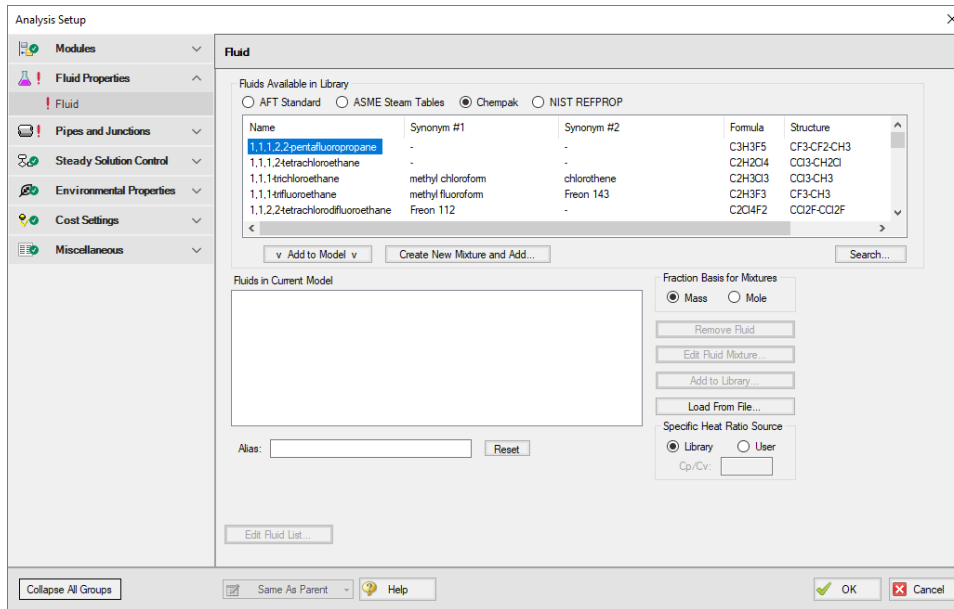 Analysis Setup
Modules
Fluid Properties
Fluid
Pipes and Junctions
Steady Solution Control
Environmental Properties
Cost Settings
Miscellaneous
Collapse All Groups
Fluid
Fluids Available in Library
AFT Standard ASME Steam Tables Chempak NIST REFPROP
Name Synonym #1 Synonym #2 Formula Structure
1,1,1,2,2-pentafluoropropane - - C3H3F5 CF3-CF2-CH3
1,1,1,2-tetrachloroethane - - C2H2Cl4 CCl3-CH2Cl
1,1,1-trichloroethane methyl chloroform chlorothene C2H3Cl3 CCl3-CH3
1,1,1-trifluoroethane methyl fluoroform Freon 143 C2H3F3 CF3-CH3
1,1,2,2-tetrachlorodifluoroethane Freon 112 - C2Cl4F2 CCl2F-CCl2F
v Add to Model v Create New Mixture and Add... Search...
Fluids in Current Model
Fraction Basis for Mixtures
Mass Mole
Remove Fluid
Edit Fluid Mixture...
Add to Library...
Load From File...
Specific Heat Ratio Source
Library User
Cp/Cv:
Alias: Reset
Edit Fluid List...
Same As Parent Help OK Cancel